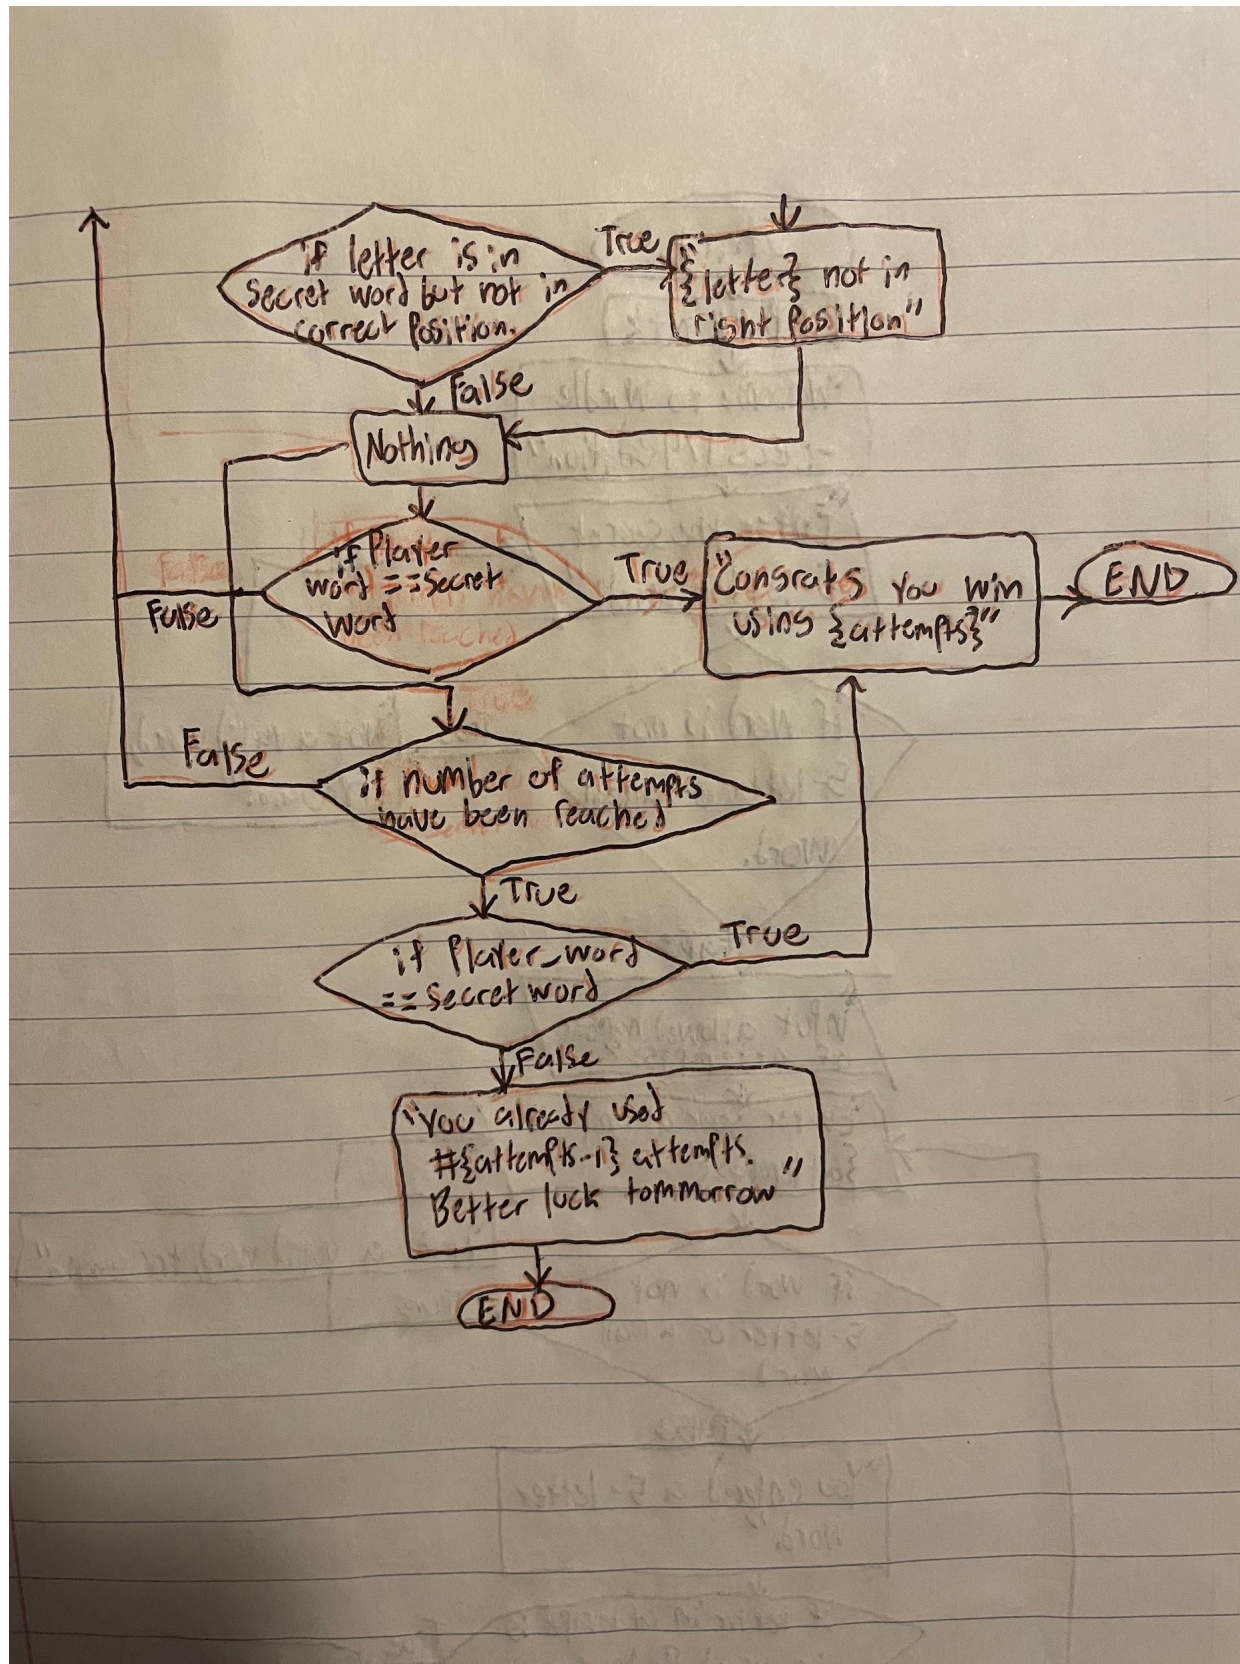 if letter is in
secret word but not in
correct position.
True
"
{letter} not in
right Position"
False
Nothing
if Player
word == secret
word
False
True
"Congrats you win
using {attempts}"
END
False
if number of attempts
have been reached
True
if Player_word
== secret word
True
False
"You already used
#{attempts-1} attempts.
Better luck tommorrow"
END